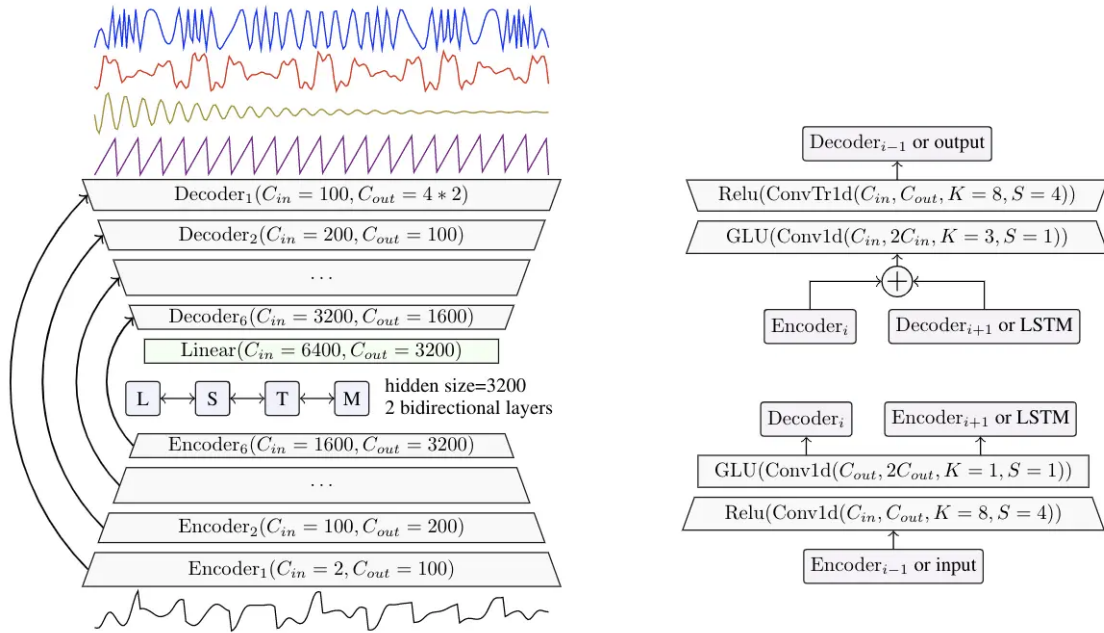 Decoder₁(C_in = 100, C_out = 4 * 2)
Decoder₂(C_in = 200, C_out = 100)
...
Decoder₆(C_in = 3200, C_out = 1600)
Linear(C_in = 6400, C_out = 3200)
L S T M
hidden size=3200
2 bidirectional layers
Encoder₆(C_in = 1600, C_out = 3200)
...
Encoder₂(C_in = 100, C_out = 200)
Encoder₁(C_in = 2, C_out = 100)
Decoder_{i−1} or output
Relu(ConvTr1d(C_in, C_out, K = 8, S = 4))
GLU(Conv1d(C_in, 2C_in, K = 3, S = 1))
+
Encoder_i
Decoder_{i+1} or LSTM
Decoder_i
Encoder_{i+1} or LSTM
GLU(Conv1d(C_out, 2C_out, K = 1, S = 1))
Relu(Conv1d(C_in, C_out, K = 8, S = 4))
Encoder_{i−1} or input